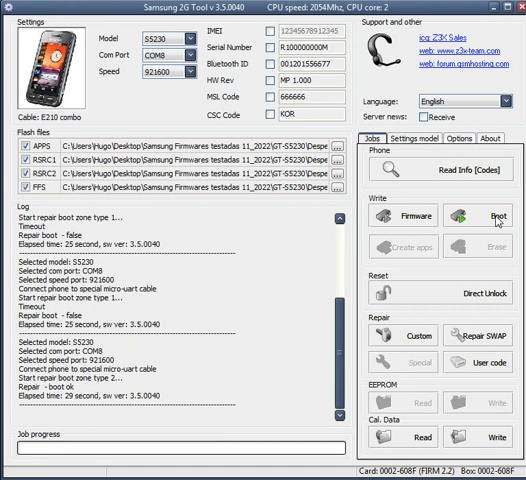 Samsung 2G Tool v 3.5.0040 CPU speed: 2054Mhz, CPU core: 2
Settings
Model S5230
Com Port COM8
Speed 921600
Cable: E210 combo
IMEI 12345678912345
Serial Number R100000000M
Bluetooth ID 001201556677
HW Rev MP 1.000
MSL Code 666666
CSC Code KOR
Support and other
icq: Z3X Sales
web: www.z3x-team.com
web: forum.gsmhosting.com
Language: English
Server news: Receive
Flash files
APPS C:\Users\Hugo\Desktop\Samsung Firmwares testadas 11_2022\GT-S5230\Despe ...
RSRC1 C:\Users\Hugo\Desktop\Samsung Firmwares testadas 11_2022\GT-S5230\Despe ...
RSRC2 C:\Users\Hugo\Desktop\Samsung Firmwares testadas 11_2022\GT-S5230\Despe ...
FFS C:\Users\Hugo\Desktop\Samsung Firmwares testadas 11_2022\GT-S5230\Despe ...
Log
Start repair boot zone type 1...
Timeout
Repair boot - false
Elapsed time: 25 second, sw ver: 3.5.0040
--------------------------------------------------
Selected model: S5230
Selected com port: COM8
Selected speed port: 921600
Connect phone to special micro-uart cable
Start repair boot zone type 1...
Timeout
Repair boot - false
Elapsed time: 25 second, sw ver: 3.5.0040
--------------------------------------------------
Selected model: S5230
Selected com port: COM8
Selected speed port: 921600
Connect phone to special micro-uart cable
Start repair boot zone type 2...
Repair - boot ok
Elapsed time: 29 second, sw ver: 3.5.0040
--------------------------------------------------
Job progress
Jobs Settings model Options About
Phone
Read Info [Codes]
Write
Firmware Boot
Create apps Erase
Reset
Direct Unlock
Repair
Custom Repair SWAP
Special User code
EEPROM
Read Write
Cal. Data
Read Write
Card: 0002-608F (FIRM 2.2) Box: 0002-608F